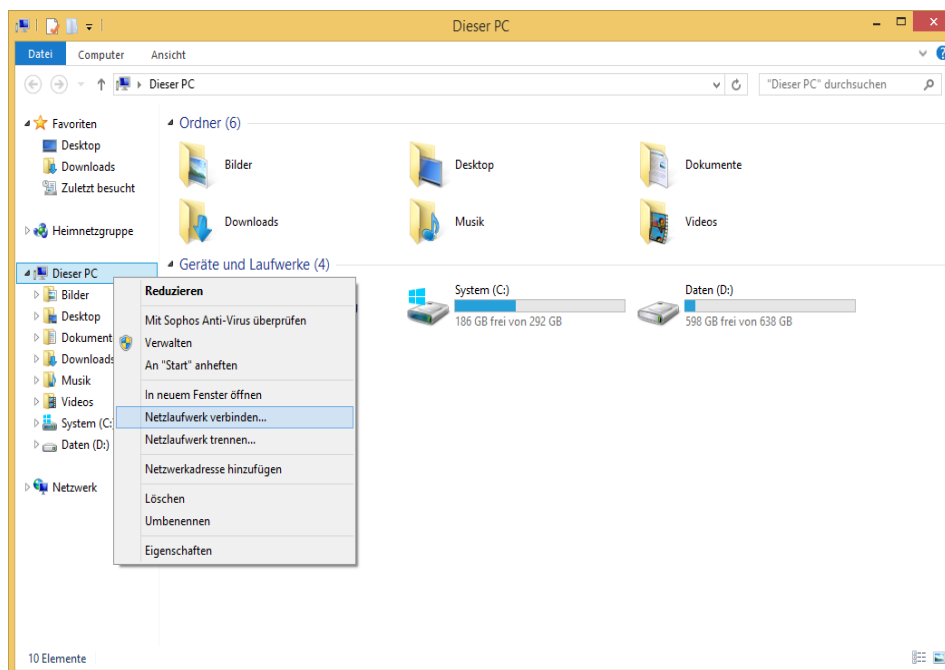 Dieser PC
Datei Computer Ansicht
Dieser PC
"Dieser PC" durchsuchen
Favoriten
Desktop
Downloads
Zuletzt besucht
Heimnetzgruppe
Dieser PC
Bilder
Desktop
Dokument
Downloads
Musik
Videos
System (C:
Daten (D:)
Netzwerk
Reduzieren
Mit Sophos Anti-Virus überprüfen
Verwalten
An "Start" anheften
In neuem Fenster öffnen
Netzlaufwerk verbinden...
Netzlaufwerk trennen...
Netzwerkadresse hinzufügen
Löschen
Umbenennen
Eigenschaften
Ordner (6)
Bilder Desktop Dokumente
Downloads Musik Videos
Geräte und Laufwerke (4)
System (C:) Daten (D:)
186 GB frei von 292 GB 598 GB frei von 638 GB
10 Elemente